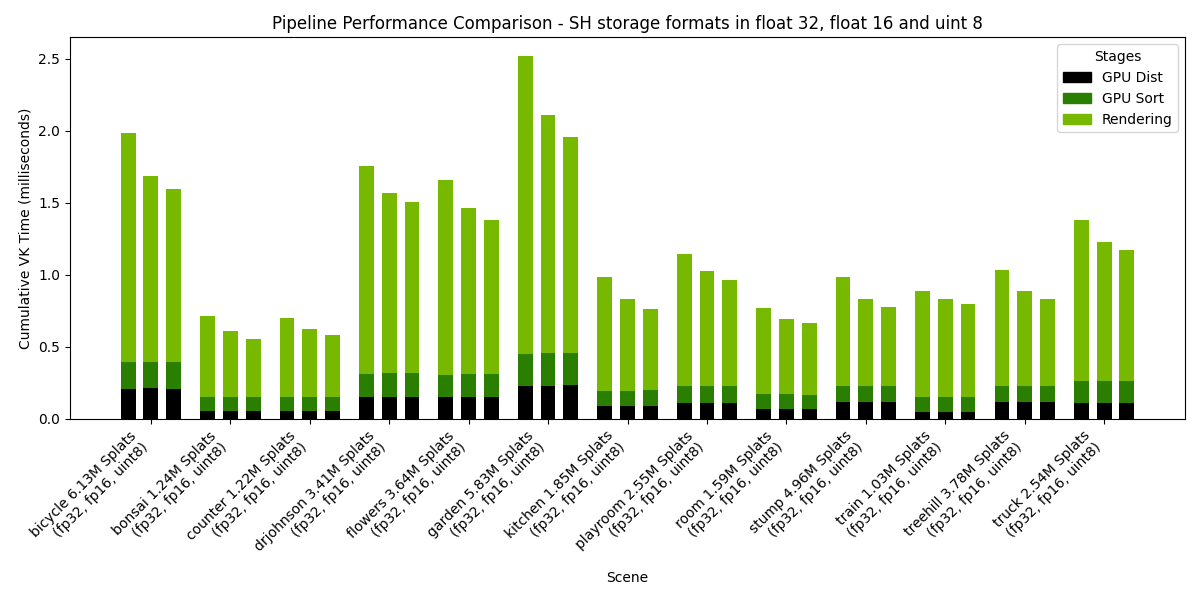 Pipeline Performance Comparison - SH storage formats in float 32, float 16 and uint 8
Stages
GPU Dist
GPU Sort
Rendering
Cumulative VK Time (milliseconds)
2.5
2.0
1.5
1.0
0.5
0.0
bicycle 6.13M Splats
(fp32, fp16, uint8)
bonsai 1.24M Splats
(fp32, fp16, uint8)
counter 1.22M Splats
(fp32, fp16, uint8)
drjohnson 3.41M Splats
(fp32, fp16, uint8)
flowers 3.64M Splats
(fp32, fp16, uint8)
garden 5.83M Splats
(fp32, fp16, uint8)
kitchen 1.85M Splats
(fp32, fp16, uint8)
playroom 2.55M Splats
(fp32, fp16, uint8)
room 1.59M Splats
(fp32, fp16, uint8)
stump 4.96M Splats
(fp32, fp16, uint8)
train 1.03M Splats
(fp32, fp16, uint8)
treehill 3.78M Splats
(fp32, fp16, uint8)
truck 2.54M Splats
(fp32, fp16, uint8)
Scene